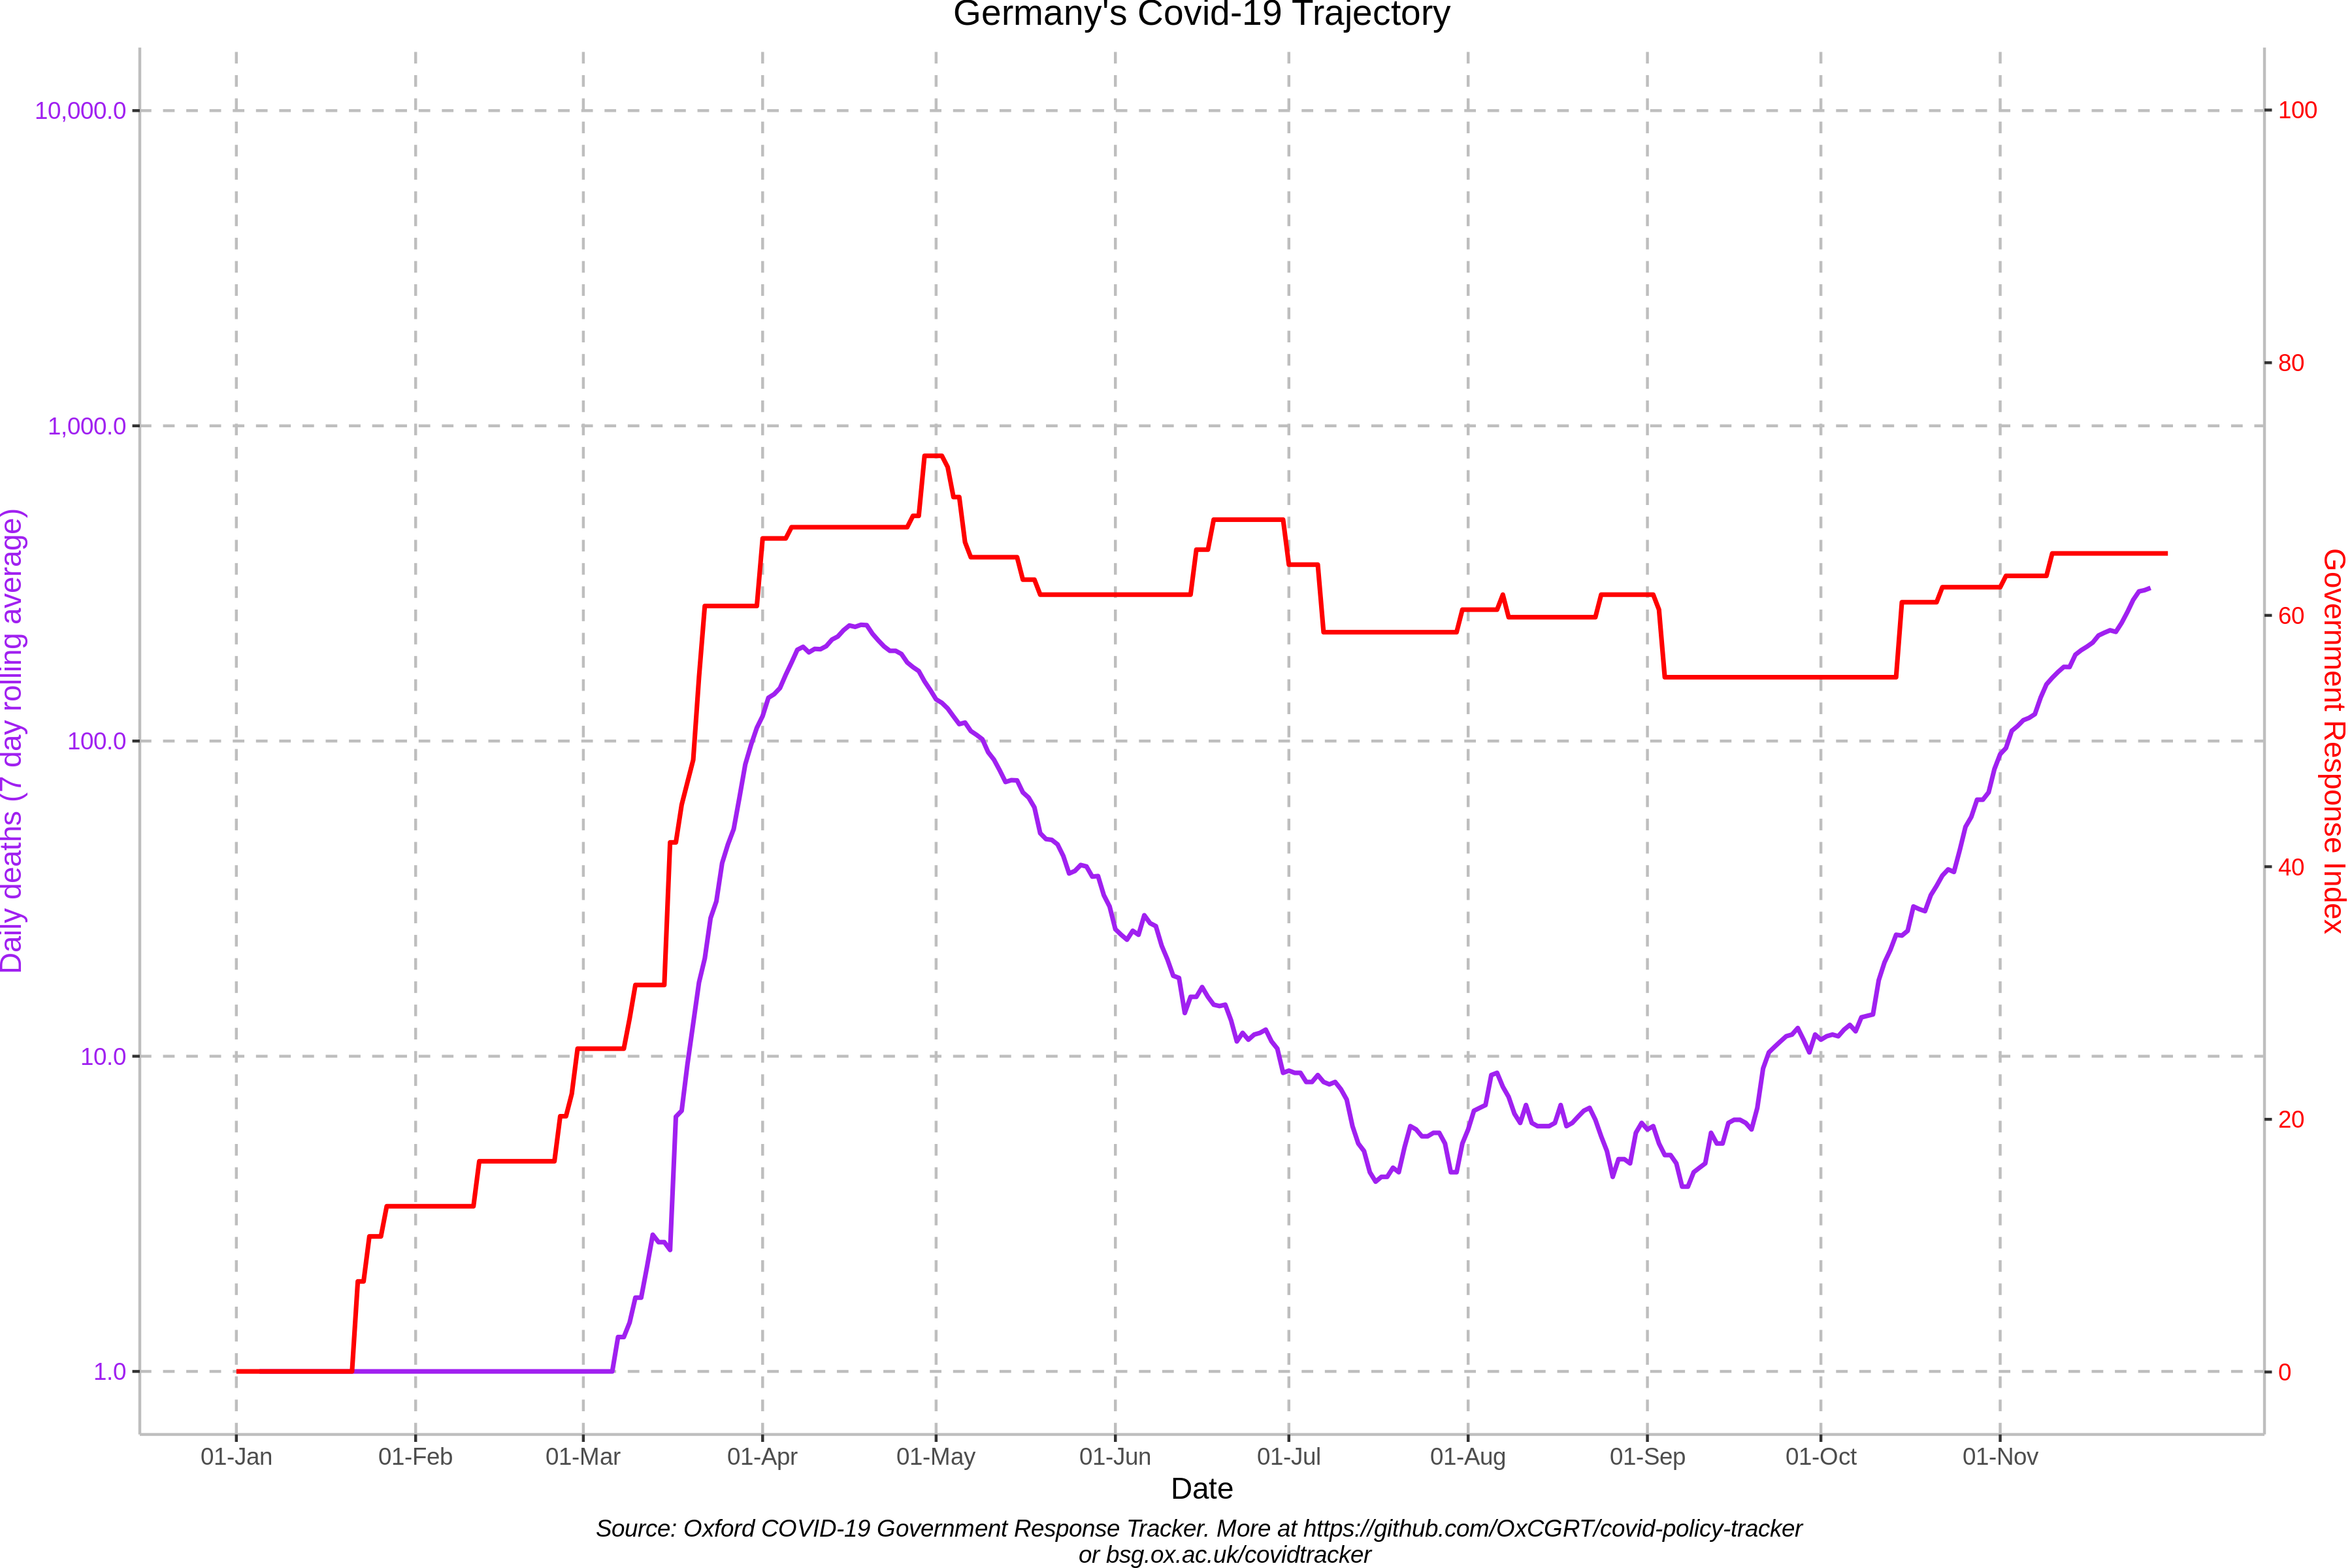 Germany's Covid-19 Trajectory
10,000.0
1,000.0
100.0
10.0
1.0
Daily deaths (7 day rolling average)
100
80
60
40
20
0
Government Response Index
01-Jan 01-Feb 01-Mar 01-Apr 01-May 01-Jun 01-Jul 01-Aug 01-Sep 01-Oct 01-Nov
Date
Source: Oxford COVID-19 Government Response Tracker. More at https://github.com/OxCGRT/covid-policy-tracker
or bsg.ox.ac.uk/covidtracker